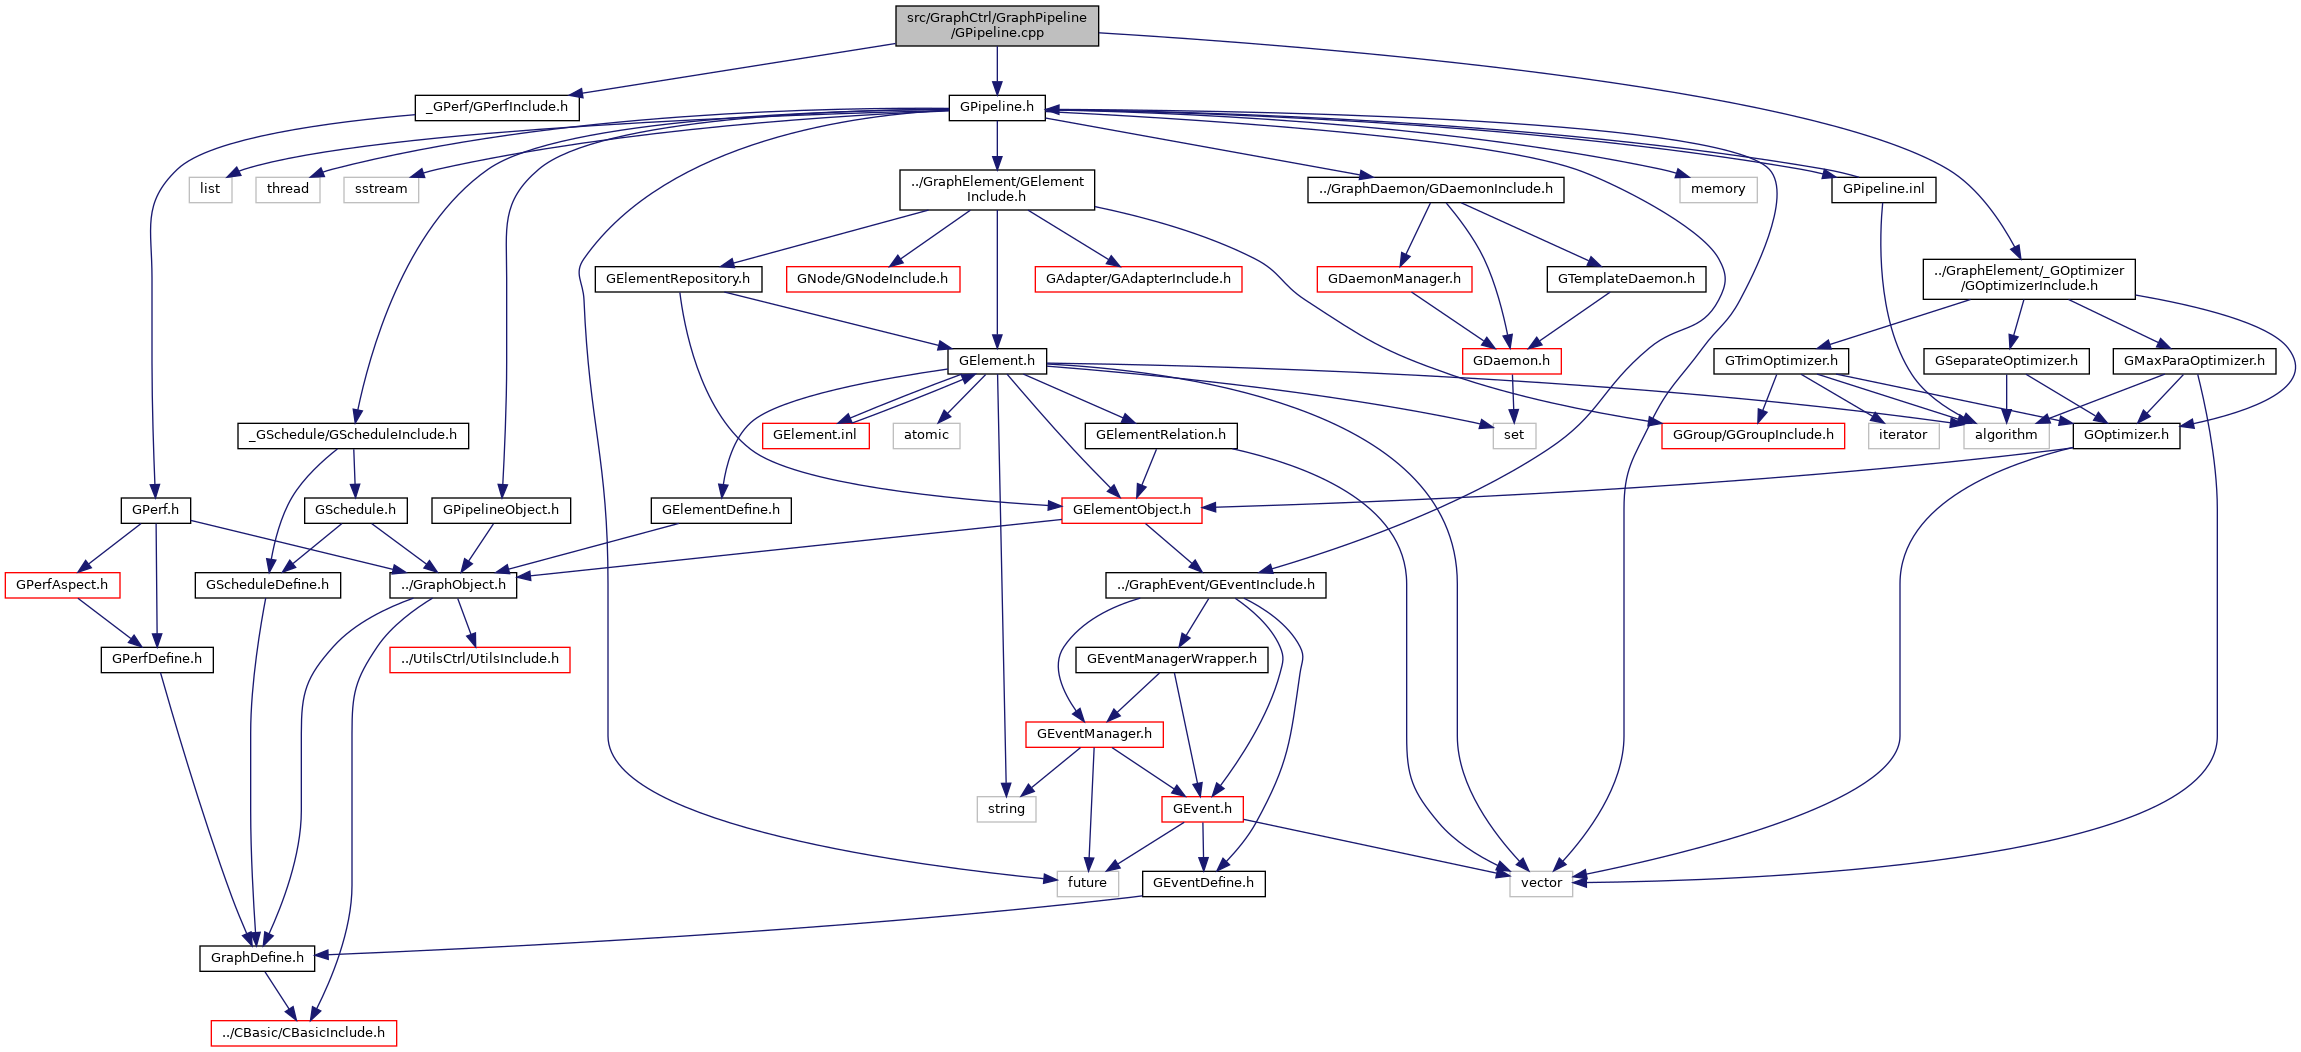 src/GraphCtrl/GraphPipeline
/GPipeline.cpp
_GPerf/GPerfInclude.h
GPipeline.h
list
thread
sstream
../GraphElement/GElement
Include.h
../GraphDaemon/GDaemonInclude.h
memory
GPipeline.inl
GElementRepository.h
GNode/GNodeInclude.h
GAdapter/GAdapterInclude.h
GDaemonManager.h
GTemplateDaemon.h
../GraphElement/_GOptimizer
/GOptimizerInclude.h
GElement.h
GDaemon.h
GTrimOptimizer.h
GSeparateOptimizer.h
GMaxParaOptimizer.h
_GSchedule/GScheduleInclude.h
GElement.inl
atomic
GElementRelation.h
set
GGroup/GGroupInclude.h
iterator
algorithm
GOptimizer.h
GPerf.h
GSchedule.h
GPipelineObject.h
GElementDefine.h
GElementObject.h
GPerfAspect.h
GScheduleDefine.h
../GraphObject.h
../GraphEvent/GEventInclude.h
GPerfDefine.h
../UtilsCtrl/UtilsInclude.h
GEventManagerWrapper.h
GEventManager.h
string
GEvent.h
future
GEventDefine.h
vector
GraphDefine.h
../CBasic/CBasicInclude.h